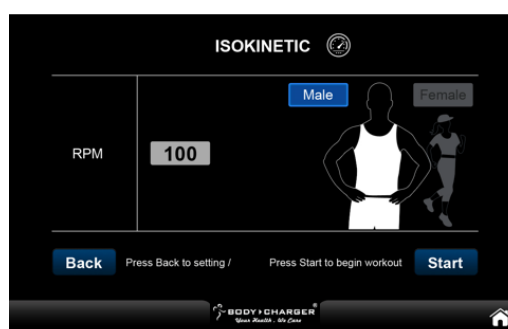 ISOKINETIC
Male Female
RPM 100
Back Press Back to setting / Press Start to begin workout Start
BODY CHARGER®
Your Health . We Care